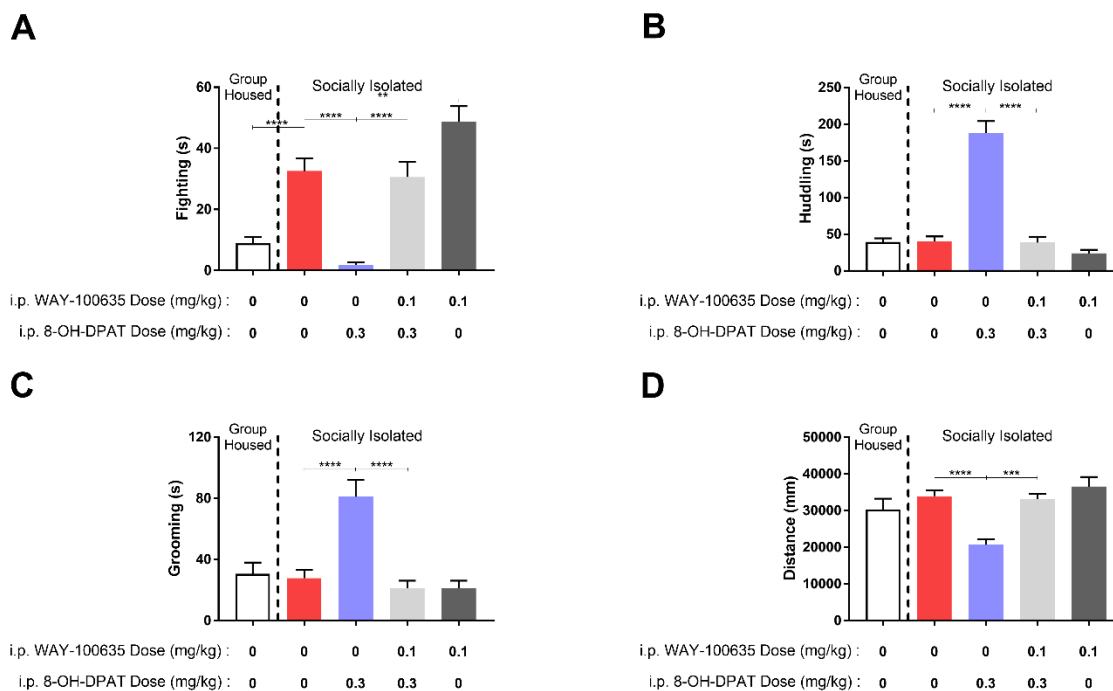 A
Group
Housed
Socially Isolated
**
**** **** ****
Fighting (s)
60
40
20
0
i.p. WAY-100635 Dose (mg/kg) : 0 0 0 0.1 0.1
i.p. 8-OH-DPAT Dose (mg/kg) : 0 0 0.3 0.3 0
B
Group
Housed
Socially Isolated
**** ****
Huddling (s)
250
200
150
100
50
0
i.p. WAY-100635 Dose (mg/kg) : 0 0 0 0.1 0.1
i.p. 8-OH-DPAT Dose (mg/kg) : 0 0 0.3 0.3 0
C
Group
Housed
Socially Isolated
**** ****
Grooming (s)
120
80
40
0
i.p. WAY-100635 Dose (mg/kg) : 0 0 0 0.1 0.1
i.p. 8-OH-DPAT Dose (mg/kg) : 0 0 0.3 0.3 0
D
Group
Housed
Socially Isolated
**** ***
Distance (mm)
50000
40000
30000
20000
10000
0
i.p. WAY-100635 Dose (mg/kg) : 0 0 0 0.1 0.1
i.p. 8-OH-DPAT Dose (mg/kg) : 0 0 0.3 0.3 0